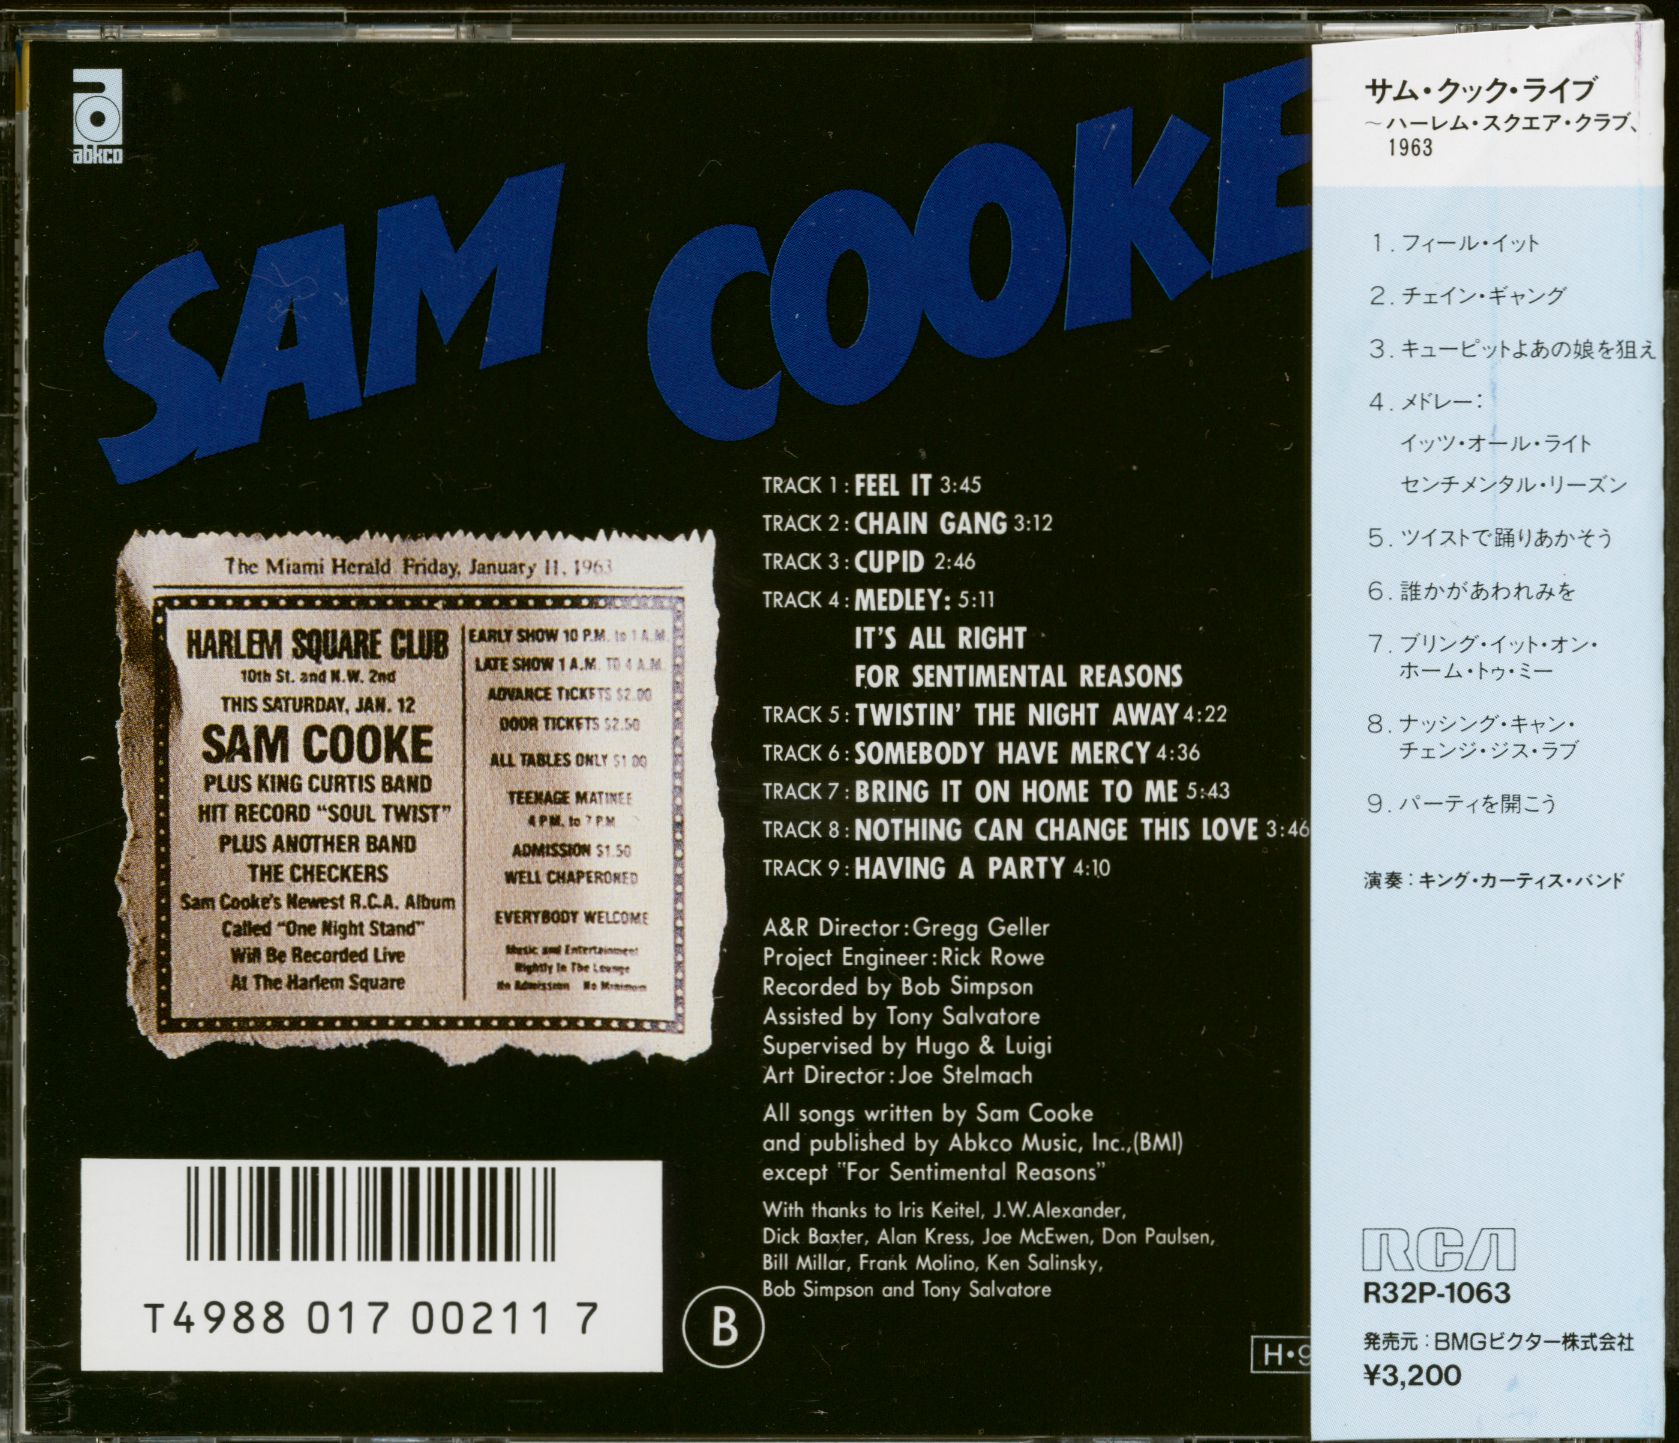 abkco
SAM COOKE
The Miami Herald Friday, January 11, 1963
HARLEM SQUARE CLUB
10th St. and N.W. 2nd
THIS SATURDAY, JAN. 12
SAM COOKE
PLUS KING CURTIS BAND
HIT RECORD “SOUL TWIST”
PLUS ANOTHER BAND
THE CHECKERS
Sam Cooke's Newest R.C.A. Album
Called “One Night Stand”
Will Be Recorded Live
At The Harlem Square
EARLY SHOW 10 P.M. to 1 A.M.
LATE SHOW 1 A.M. TO 4 A.M.
ADVANCE TICKETS $2.00
DOOR TICKETS $2.50
ALL TABLES ONLY $1.00
TEENAGE MATINEE
4 P.M. to 7 P.M.
ADMISSION $1.50
WELL CHAPERONED
EVERYBODY WELCOME
Music and Entertainment
Nightly In The Lounge
No Admission No Minimum
TRACK 1 : FEEL IT 3:45
TRACK 2 : CHAIN GANG 3:12
TRACK 3 : CUPID 2:46
TRACK 4 : MEDLEY: 5:11
IT'S ALL RIGHT
FOR SENTIMENTAL REASONS
TRACK 5 : TWISTIN' THE NIGHT AWAY 4:22
TRACK 6 : SOMEBODY HAVE MERCY 4:36
TRACK 7 : BRING IT ON HOME TO ME 5:43
TRACK 8 : NOTHING CAN CHANGE THIS LOVE 3:46
TRACK 9 : HAVING A PARTY 4:10
A&R Director:Gregg Geller
Project Engineer:Rick Rowe
Recorded by Bob Simpson
Assisted by Tony Salvatore
Supervised by Hugo & Luigi
Art Director:Joe Stelmach
All songs written by Sam Cooke
and published by Abkco Music, Inc.,(BMI)
except "For Sentimental Reasons"
With thanks to Iris Keitel, J.W.Alexander,
Dick Baxter, Alan Kress, Joe McEwen, Don Paulsen,
Bill Millar, Frank Molino, Ken Salinsky,
Bob Simpson and Tony Salvatore
T4988 017 00211 7
B
H•9
サム・クック・ライブ
～ハーレム・スクエア・クラブ、
1963
1. フィール・イット
2. チェイン・ギャング
3. キューピットよあの娘を狙え
4. メドレー：
イッツ・オール・ライト
センチメンタル・リーズン
5. ツイストで踊りあかそう
6. 誰かがあわれみを
7. ブリング・イット・オン・
ホーム・トゥ・ミー
8. ナッシング・キャン・
チェンジ・ジス・ラブ
9. パーティを開こう
演奏：キング・カーティス・バンド
RCA
R32P-1063
発売元：BMGビクター株式会社
¥3,200